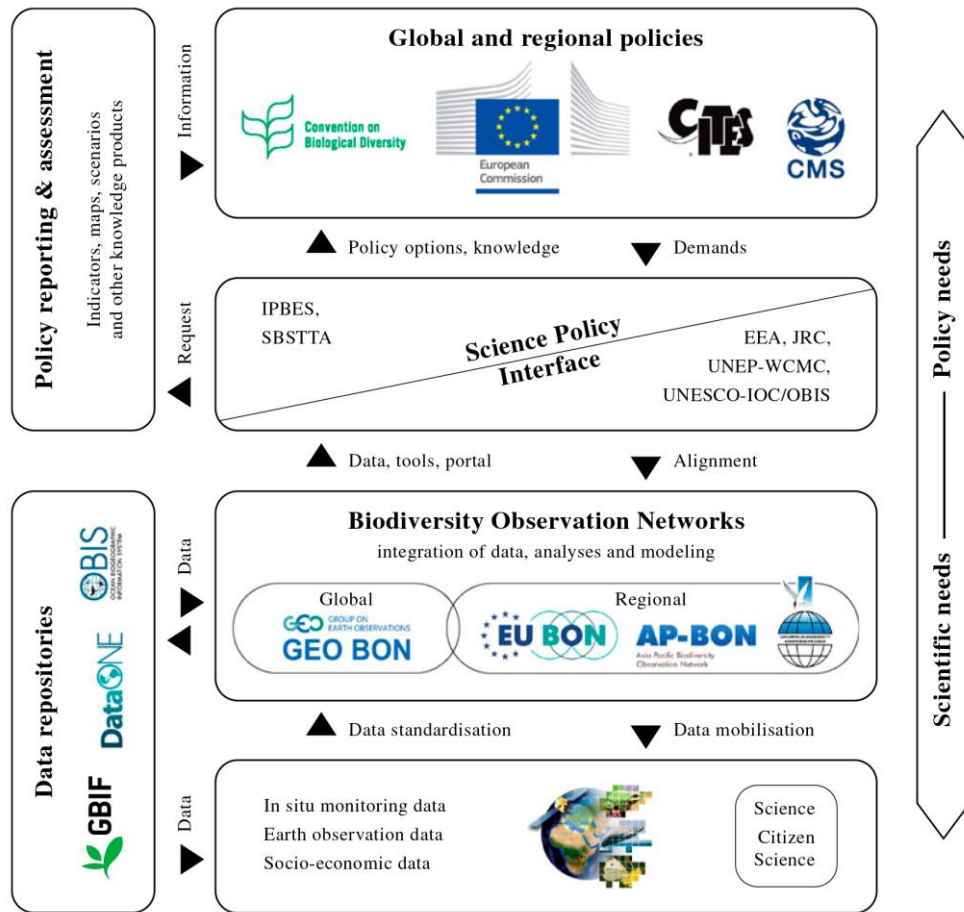 Policy reporting & assessment
Indicators, maps, scenarios
and other knowledge products
Information
Request
Global and regional policies
Convention on
Biological Diversity
European
Commission
CITES
CMS
Policy options, knowledge
Demands
IPBES,
SBSTTA
Science Policy
Interface
EEA, JRC,
UNEP-WCMC,
UNESCO-IOC/OBIS
Data, tools, portal
Alignment
Data repositories
OBIS
OCEAN BIOGEOGRAPHIC
INFORMATION SYSTEM
DataONE
GBIF
Data
Data
Biodiversity Observation Networks
integration of data, analyses and modeling
Global
GEO GROUP ON
EARTH OBSERVATIONS
GEO BON
Regional
EU BON
AP-BON
Asia Pacific Biodiversity
Observation Network
Data standardisation
Data mobilisation
In situ monitoring data
Earth observation data
Socio-economic data
Science
Citizen
Science
Policy needs
Scientific needs